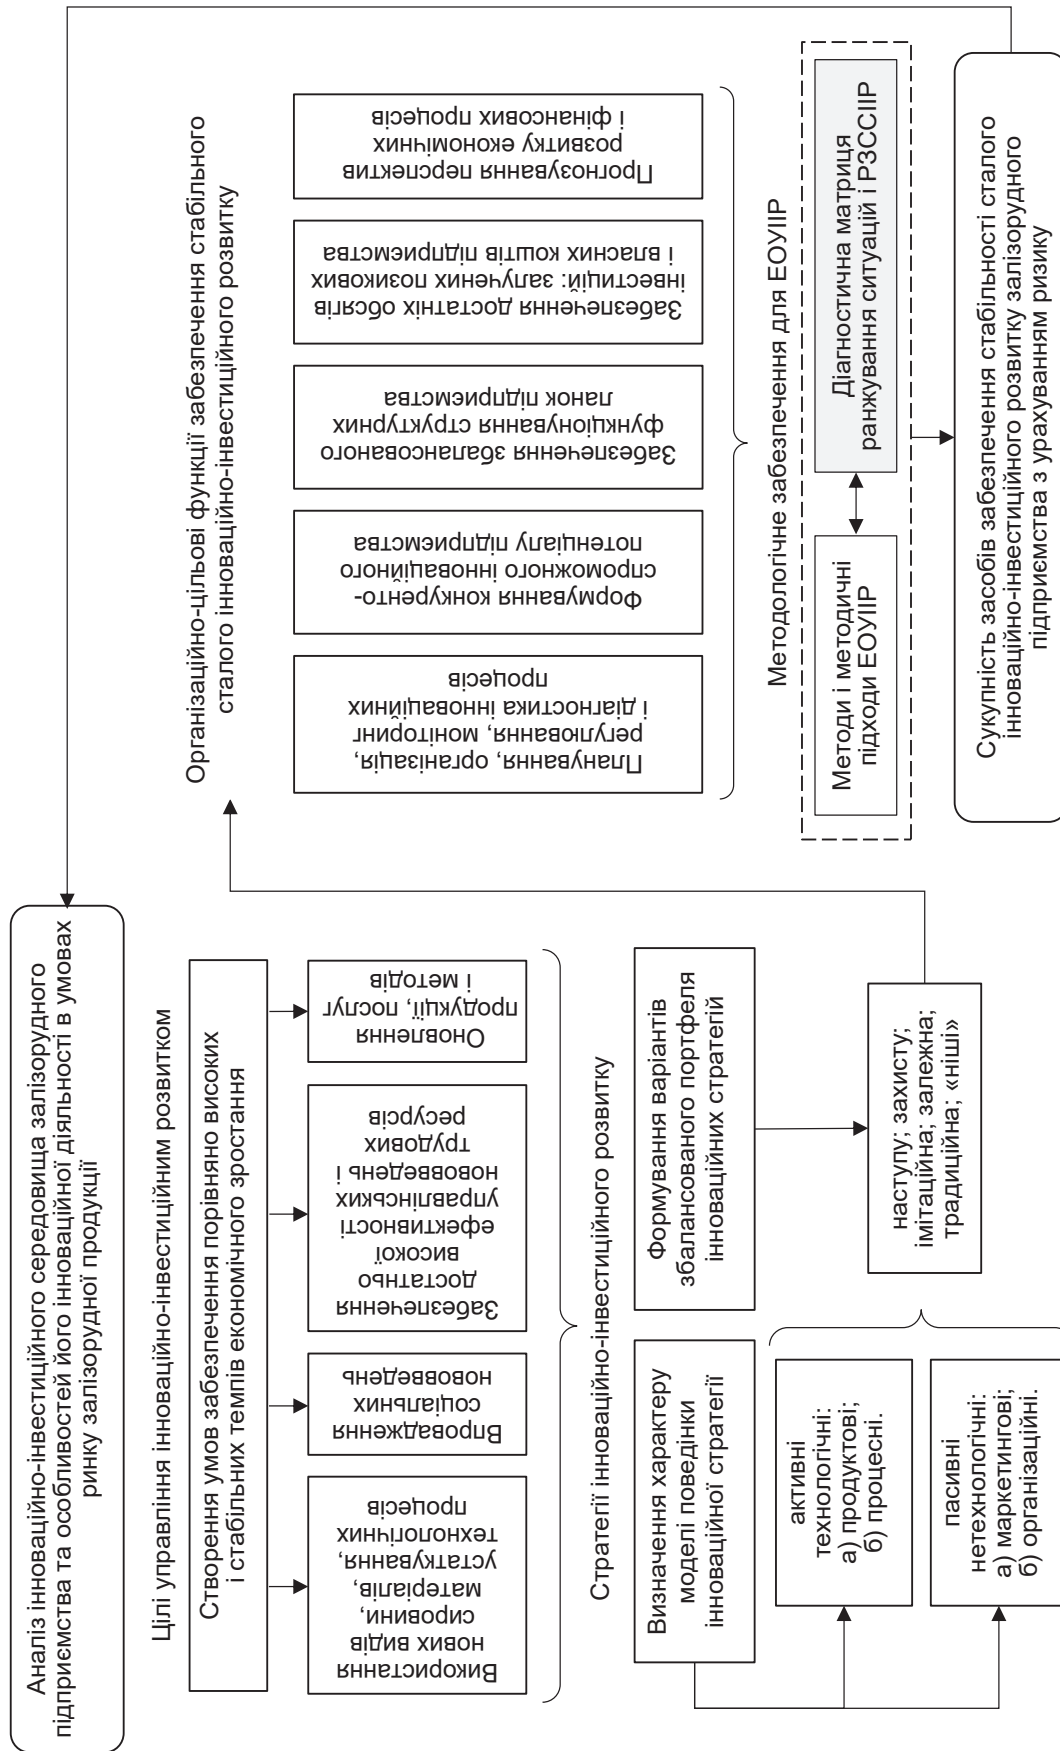 Аналіз інноваційно-інвестиційного середовища залізорудного
підприємства та особливостей його інноваційної діяльності в умовах
ринку залізорудної продукції
Цілі управління інноваційно-інвестиційним розвитком
Створення умов забезпечення порівняно високих
і стабільних темпів економічного зростання
Використання
нових видів
сировини,
матеріалів,
устаткування,
технологічних
процесів
Впровадження
соціальних
нововведень
Забезпечення
достатньо
високої
ефективності
управлінських
нововведень і
трудових
ресурсів
Оновлення
продукції, послуг
і методів
Стратегії інноваційно-інвестиційного розвитку
Визначення характеру
моделі поведінки
інноваційної стратегії
Формування варіантів
збалансованого портфеля
інноваційних стратегій
активні
технологічні:
а) продуктові;
б) процесні.
пасивні
нетехнологічні:
а) маркетингові;
б) організаційні.
наступу; захисту;
імітаційна; залежна;
традиційна; «ніші»
Організаційно-цільові функції забезпечення стабільного
сталого інноваційно-інвестиційного розвитку
Планування, організація,
регулювання, моніторинг
і діагностика інноваційних
процесів
Формування конкуренто-
спроможного інноваційного
потенціалу підприємства
Забезпечення збалансованого
функціонування структурних
ланок підприємства
Забезпечення достатніх обсягів
інвестицій: залучених позикових
і власних коштів підприємства
Прогнозування перспектив
розвитку економічних
і фінансових процесів
Методологічне забезпечення для ЕОУІІР
Методи і методичні
підходи ЕОУІІР
Діагностична матриця
ранжування ситуацій і РЗССІІР
Сукупність засобів забезпечення стабільності сталого
інноваційно-інвестиційного розвитку залізорудного
підприємства з урахуванням ризику